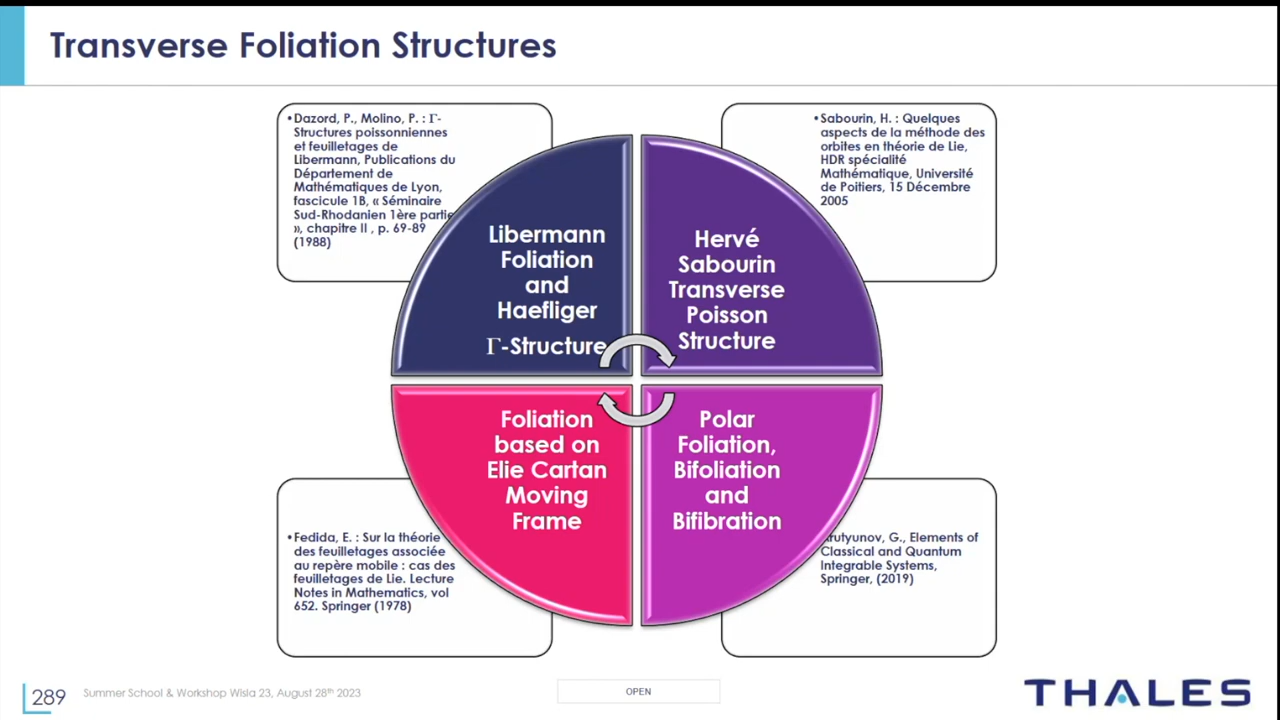 Transverse Foliation Structures
•Dazord, P., Molino, P. : Γ-
Structures poissonniennes
et feuilletages de
Libermann, Publications du
Département de
Mathématiques de Lyon,
fascicule 1B, « Séminaire
Sud-Rhodanien 1ère partie
», chapitre II , p. 69-89
(1988)
•Sabourin, H. : Quelques
aspects de la méthode des
orbites en théorie de Lie,
HDR spécialité
Mathématique, Université
de Poitiers, 15 Décembre
2005
Libermann
Foliation
and
Haefliger
Γ-Structure
Hervé
Sabourin
Transverse
Poisson
Structure
Foliation
based on
Elie Cartan
Moving
Frame
Polar
Foliation,
Bifoliation
and
Bifibration
•Fedida, E. : Sur la théorie
des feuilletages associée
au repère mobile : cas des
feuilletages de Lie. Lecture
Notes in Mathematics, vol
652. Springer (1978)
G., Elements of
Classical and Quantum
Integrable Systems,
Springer, (2019)
289
Summer School & Workshop Wisla 23, August 28th 2023
OPEN
THALES